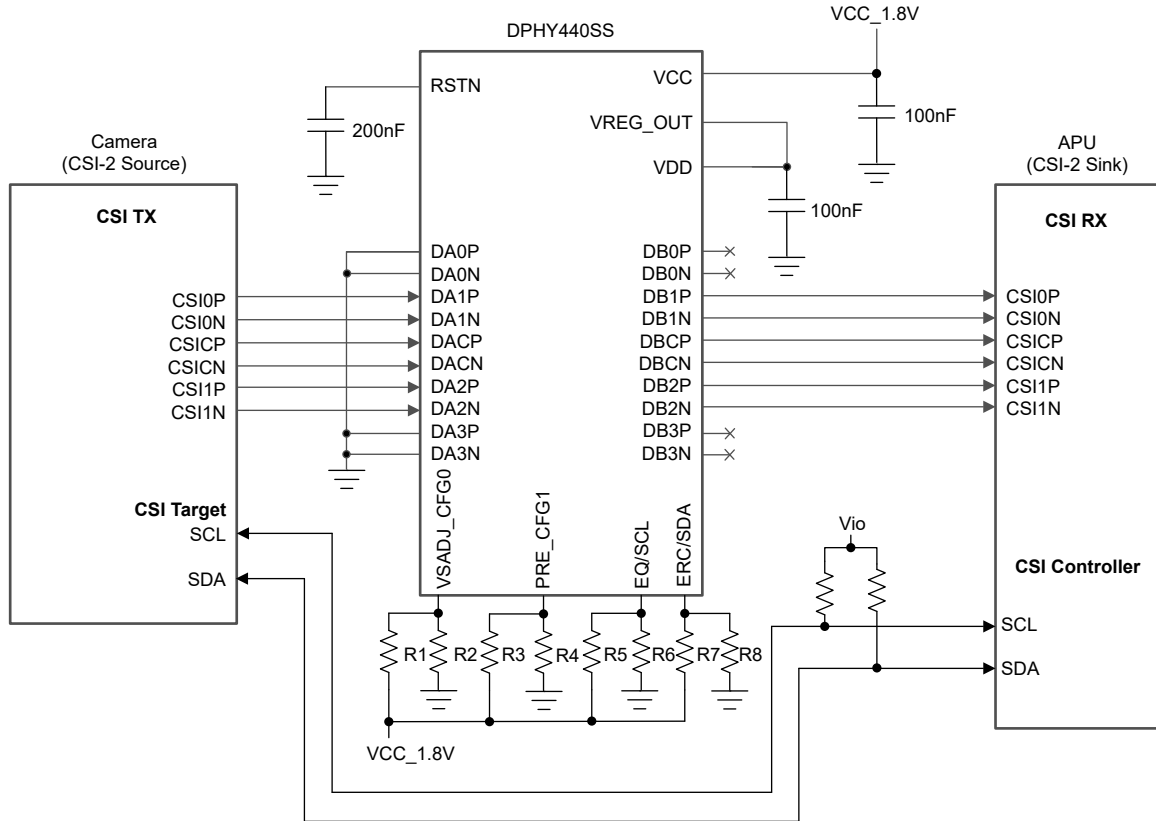 VCC_1.8V
DPHY440SS
RSTN
VCC
200nF
100nF
VREG_OUT
Camera
(CSI-2 Source)
APU
(CSI-2 Sink)
VDD
100nF
CSI TX
CSI RX
DA0P
DA0N
DA1P
DA1N
DACP
DACN
DA2P
DA2N
DA3P
DA3N
DB0P
DB0N
DB1P
DB1N
DBCP
DBCN
DB2P
DB2N
DB3P
DB3N
CSI0P
CSI0N
CSICP
CSICN
CSI1P
CSI1N
CSI0P
CSI0N
CSICP
CSICN
CSI1P
CSI1N
VSADJ_CFG0
PRE_CFG1
EQ/SCL
ERC/SDA
CSI Target
SCL
SDA
Vio
CSI Controller
SCL
SDA
R1
R2
R3
R4
R5
R6
R7
R8
VCC_1.8V